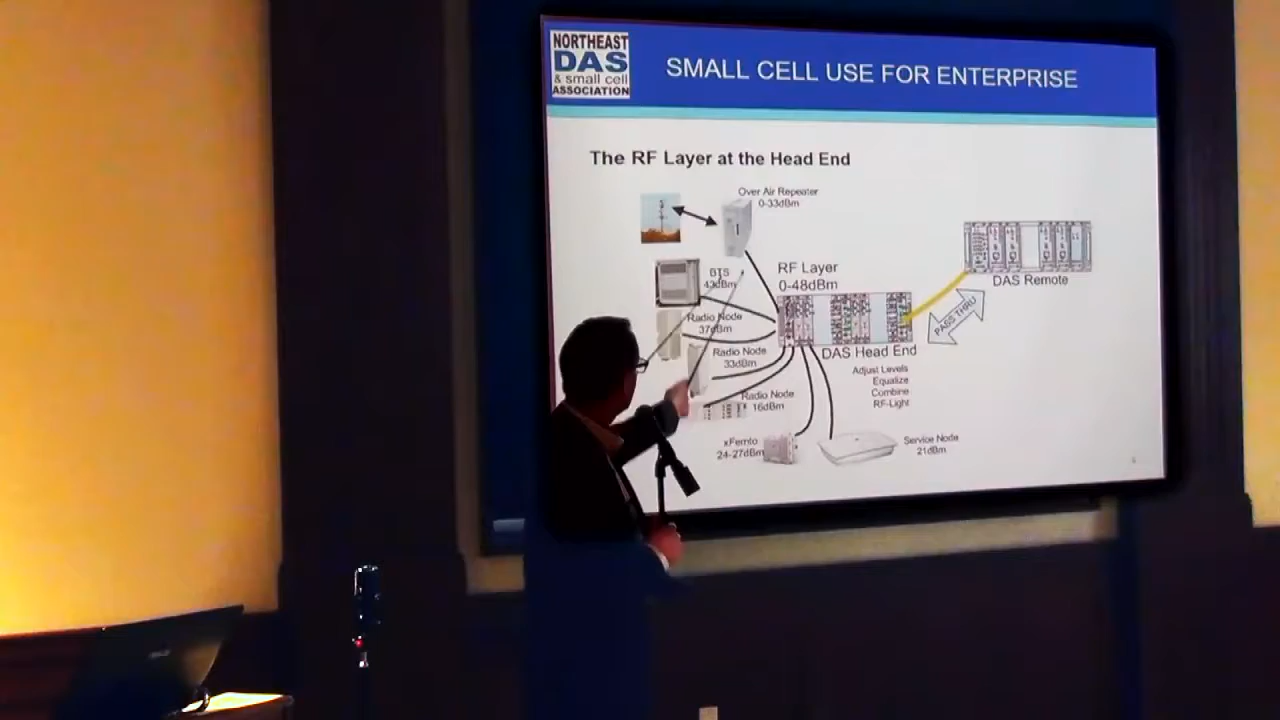 NORTHEAST
DAS
& small cell
ASSOCIATION
SMALL CELL USE FOR ENTERPRISE
The RF Layer at the Head End
Over Air Repeater
0-33dBm
BTS
43dBm
RF Layer
0-48dBm
DAS Remote
PASS THRU
Radio Node
37dBm
Radio Node
33dBm
DAS Head End
Adjust Levels
Equalize
Combine
RF-Light
Radio Node
16dBm
xFemto
24-27dBm
Service Node
21dBm